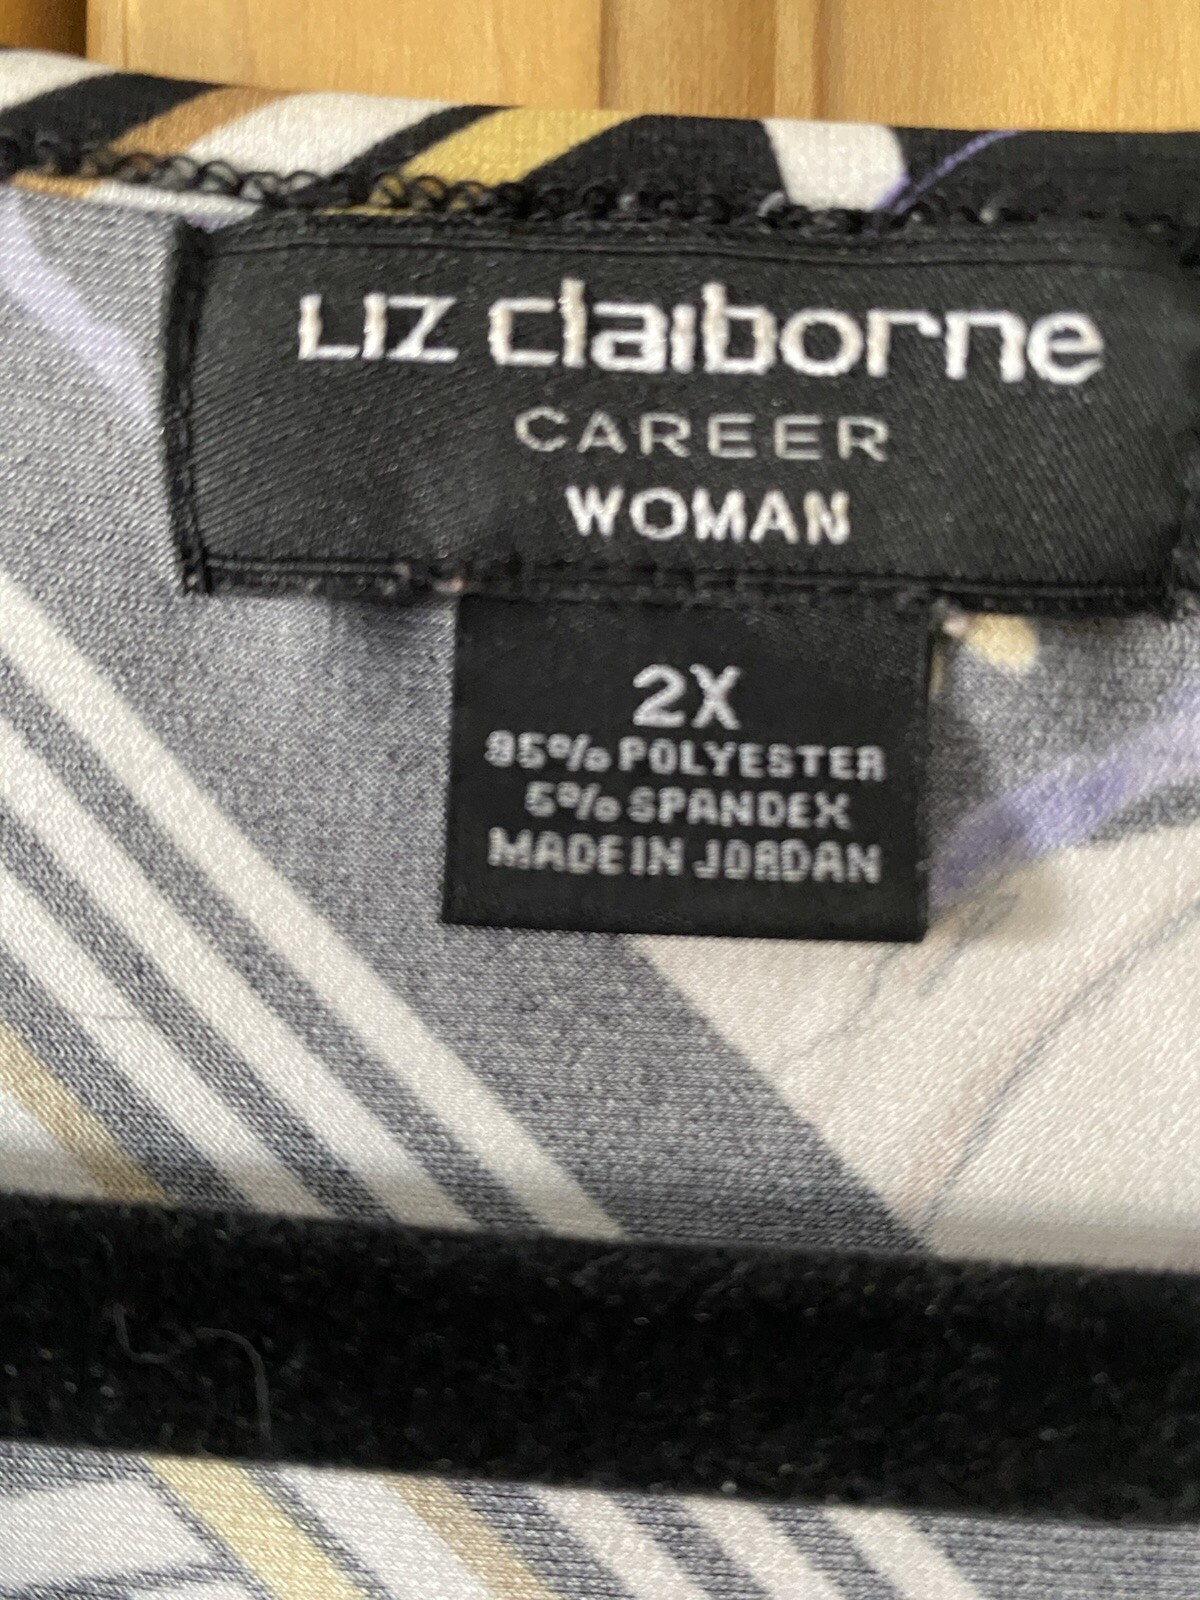 LIZ claiborne
CAREER
WOMAN
2X
95% POLYESTER
5% SPANDEX
MADE IN JORDAN